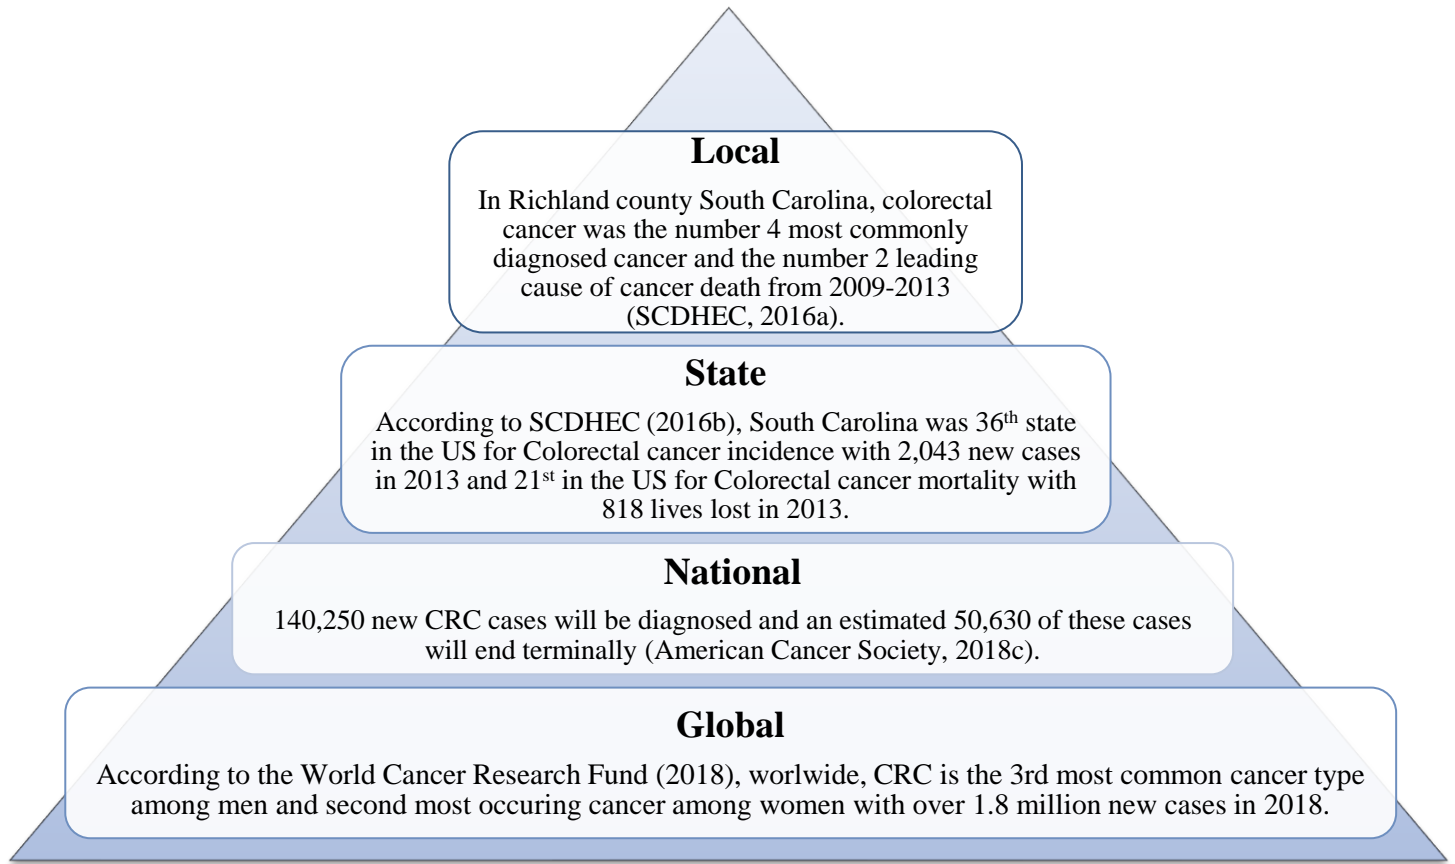 Local
In Richland county South Carolina, colorectal
cancer was the number 4 most commonly
diagnosed cancer and the number 2 leading
cause of cancer death from 2009-2013
(SCDHEC, 2016a).
State
According to SCDHEC (2016b), South Carolina was 36th state
in the US for Colorectal cancer incidence with 2,043 new cases
in 2013 and 21st in the US for Colorectal cancer mortality with
818 lives lost in 2013.
National
140,250 new CRC cases will be diagnosed and an estimated 50,630 of these cases
will end terminally (American Cancer Society, 2018c).
Global
According to the World Cancer Research Fund (2018), worlwide, CRC is the 3rd most common cancer type
among men and second most occuring cancer among women with over 1.8 million new cases in 2018.